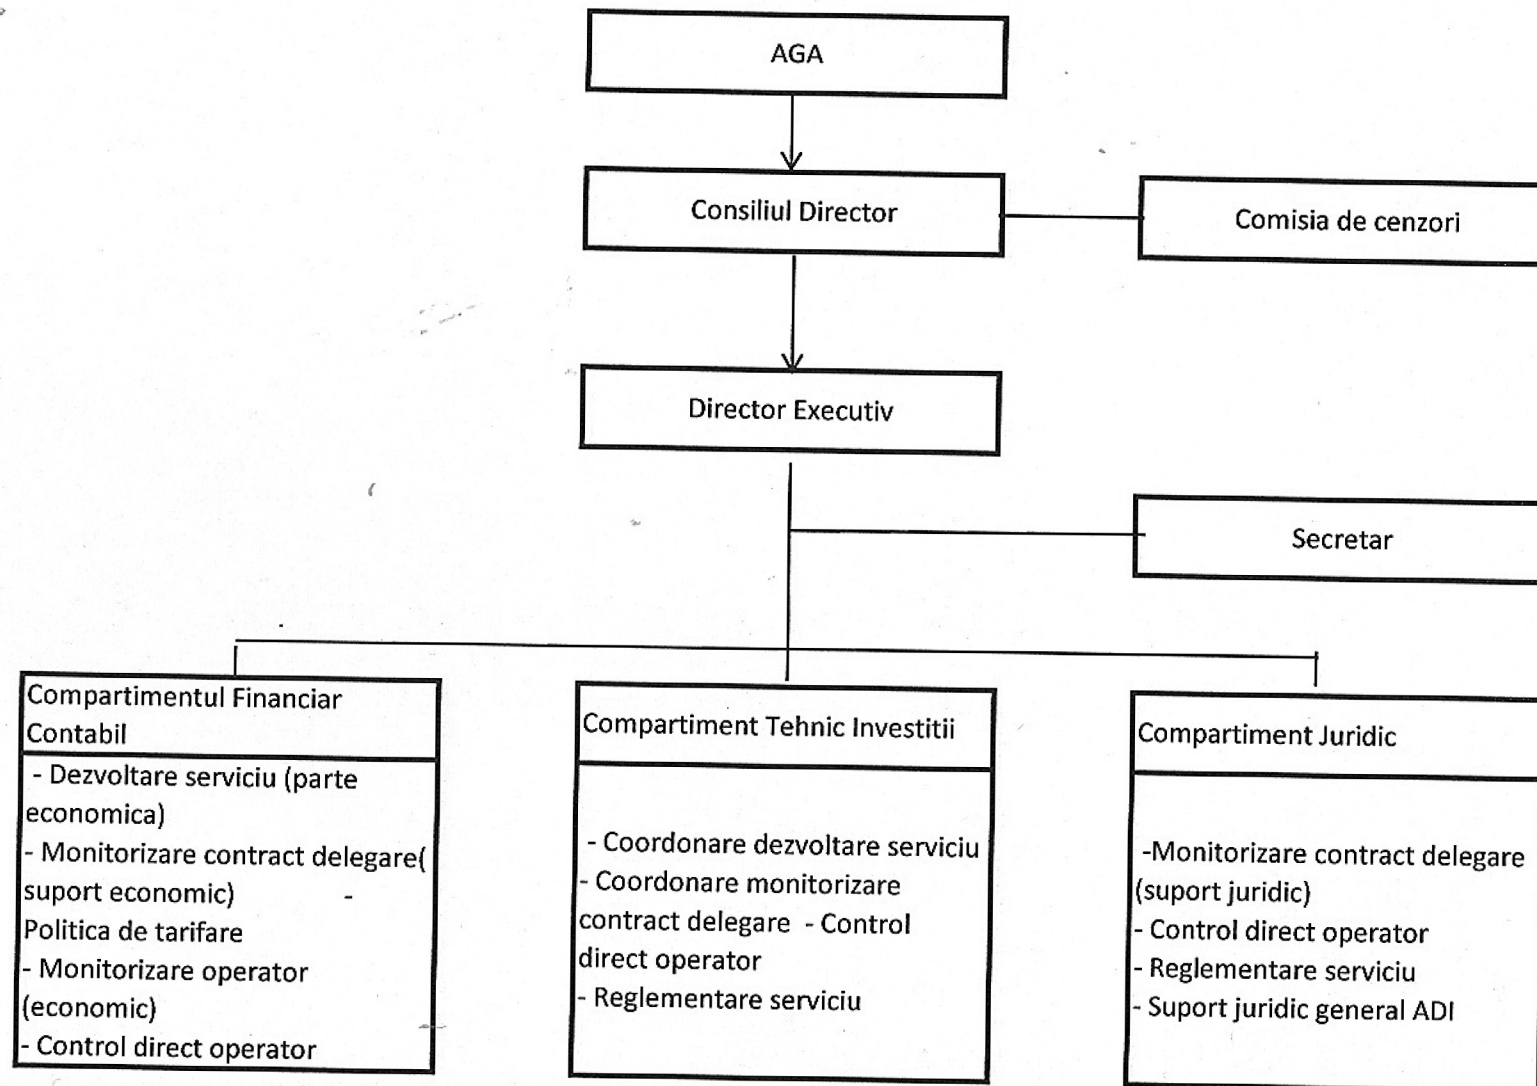 AGA
Consiliul Director
Comisia de cenzori
Director Executiv
Secretar
Compartimentul Financiar
Contabil
- Dezvoltare serviciu (parte
economica)
- Monitorizare contract delegare(
suport economic) -
Politica de tarifare
- Monitorizare operator
(economic)
- Control direct operator
Compartiment Tehnic Investitii
- Coordonare dezvoltare serviciu
- Coordonare monitorizare
contract delegare - Control
direct operator
- Reglementare serviciu
Compartiment Juridic
-Monitorizare contract delegare
(suport juridic)
- Control direct operator
- Reglementare serviciu
- Suport juridic general ADI